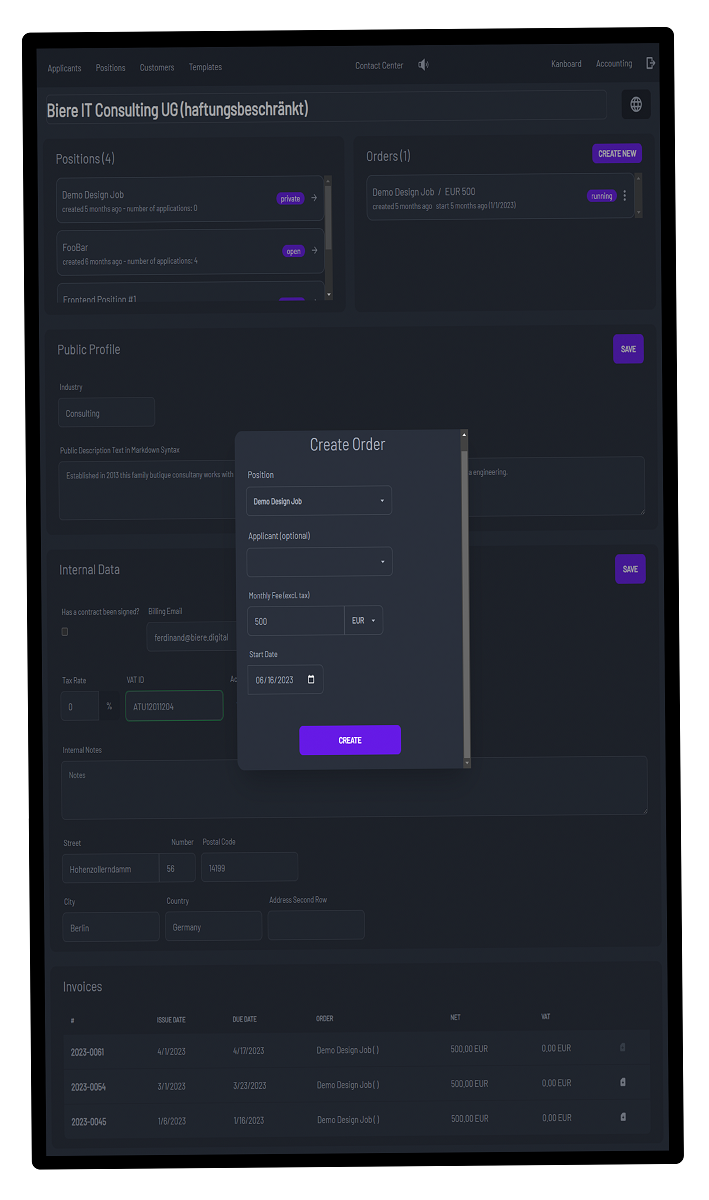 Applicants Positions Customers Templates Contact Center Kanboard Accounting
Biere IT Consulting UG (haftungsbeschränkt)
Positions (4)
Demo Design Job
created 5 months ago - number of applications: 0
private
FooBar
created 6 months ago - number of applications: 4
open
Frontend Position #1
Orders (1)
CREATE NEW
Demo Design Job / EUR 500
created 5 months ago start 5 months ago (1/1/2023)
running
Public Profile
SAVE
Industry
Consulting
Public Description Text in Markdown Syntax
Established in 2013 this family butique consultany works with
a engineering.
Create Order
Position
Demo Design Job
Applicant (optional)
Monthly Fee (excl. tax)
500 EUR
Start Date
06/16/2023
CREATE
Internal Data
SAVE
Has a contract been signed? Billing Email
ferdinand@biere.digital
Tax Rate VAT ID Ac
0 % ATU12011204
Internal Notes
Notes
Street Number Postal Code
Hohenzollerndamm 56 14199
City Country Address Second Row
Berlin Germany
Invoices
# ISSUE DATE DUE DATE ORDER NET VAT
2023-0061 4/1/2023 4/17/2023 Demo Design Job ( ) 500,00 EUR 0,00 EUR
2023-0054 3/1/2023 3/23/2023 Demo Design Job ( ) 500,00 EUR 0,00 EUR
2023-0045 1/6/2023 1/16/2023 Demo Design Job ( ) 500,00 EUR 0,00 EUR